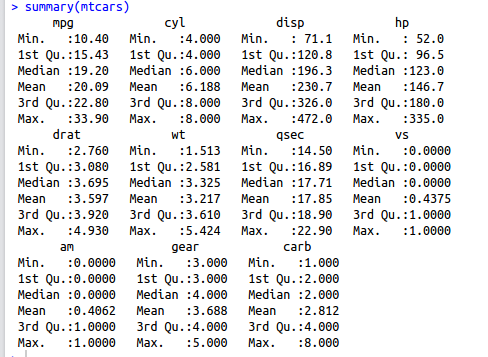 > summary(mtcars)
mpg cyl disp hp
Min. :10.40 Min. :4.000 Min. : 71.1 Min. : 52.0
1st Qu.:15.43 1st Qu.:4.000 1st Qu.:120.8 1st Qu.: 96.5
Median :19.20 Median :6.000 Median :196.3 Median :123.0
Mean :20.09 Mean :6.188 Mean :230.7 Mean :146.7
3rd Qu.:22.80 3rd Qu.:8.000 3rd Qu.:326.0 3rd Qu.:180.0
Max. :33.90 Max. :8.000 Max. :472.0 Max. :335.0
drat wt qsec vs
Min. :2.760 Min. :1.513 Min. :14.50 Min. :0.0000
1st Qu.:3.080 1st Qu.:2.581 1st Qu.:16.89 1st Qu.:0.0000
Median :3.695 Median :3.325 Median :17.71 Median :0.0000
Mean :3.597 Mean :3.217 Mean :17.85 Mean :0.4375
3rd Qu.:3.920 3rd Qu.:3.610 3rd Qu.:18.90 3rd Qu.:1.0000
Max. :4.930 Max. :5.424 Max. :22.90 Max. :1.0000
am gear carb
Min. :0.0000 Min. :3.000 Min. :1.000
1st Qu.:0.0000 1st Qu.:3.000 1st Qu.:2.000
Median :0.0000 Median :4.000 Median :2.000
Mean :0.4062 Mean :3.688 Mean :2.812
3rd Qu.:1.0000 3rd Qu.:4.000 3rd Qu.:4.000
Max. :1.0000 Max. :5.000 Max. :8.000